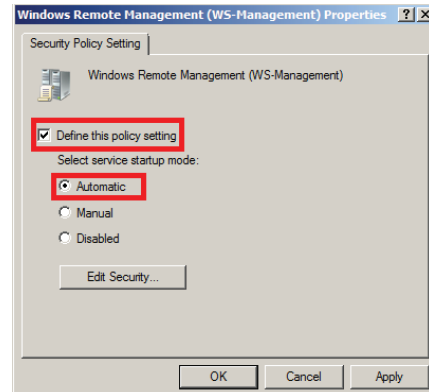 Windows Remote Management (WS-Management) Properties ? X
Security Policy Setting
Windows Remote Management (WS-Management)
Define this policy setting
Select service startup mode:
Automatic
Manual
Disabled
Edit Security...
OK Cancel Apply